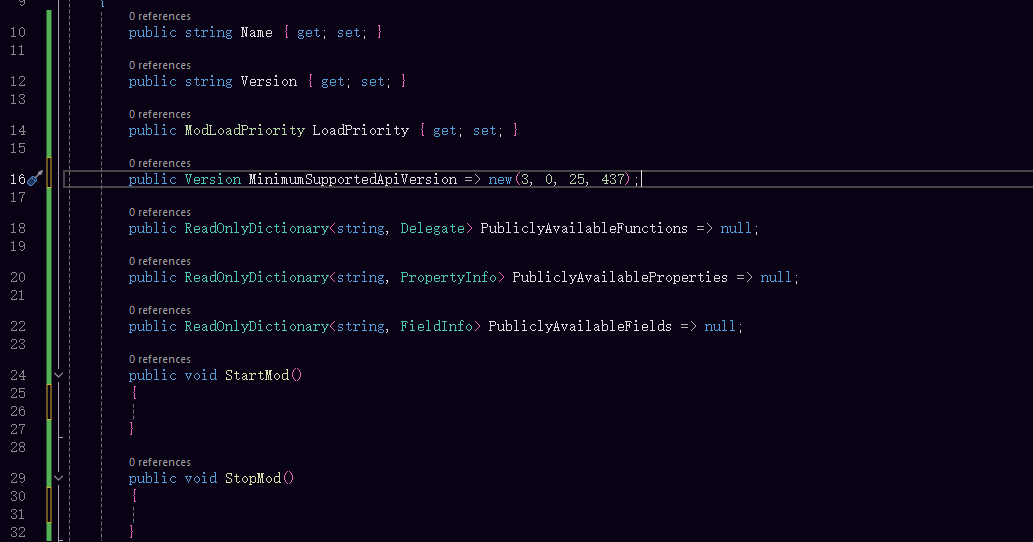 9 {
0 references
10 public string Name { get; set; }
11
0 references
12 public string Version { get; set; }
13
0 references
14 public ModLoadPriority LoadPriority { get; set; }
15
0 references
16 public Version MinimumSupportedApiVersion => new(3, 0, 25, 437);
17
0 references
18 public ReadOnlyDictionary<string, Delegate> PubliclyAvailableFunctions => null;
19
0 references
20 public ReadOnlyDictionary<string, PropertyInfo> PubliclyAvailableProperties => null;
21
0 references
22 public ReadOnlyDictionary<string, FieldInfo> PubliclyAvailableFields => null;
23
0 references
24 public void StartMod()
25 {
26
27 }
28
0 references
29 public void StopMod()
30 {
31
32 }